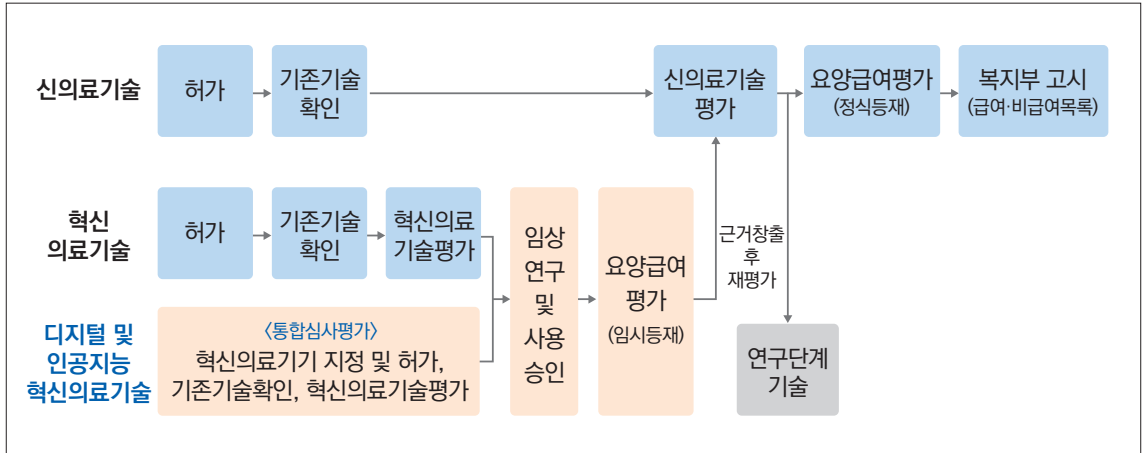 신의료기술
허가
기존기술
확인
신의료기술
평가
요양급여평가
(정식등재)
복지부 고시
(급여·비급여목록)
혁신
의료기술
허가
기존기술
확인
혁신의료
기술평가
임상
연구
및
사용
승인
요양급여
평가
(임시등재)
근거창출
후
재평가
디지털 및
인공지능
혁신의료기술
〈통합심사평가〉
혁신의료기기 지정 및 허가,
기존기술확인, 혁신의료기술평가
연구단계
기술